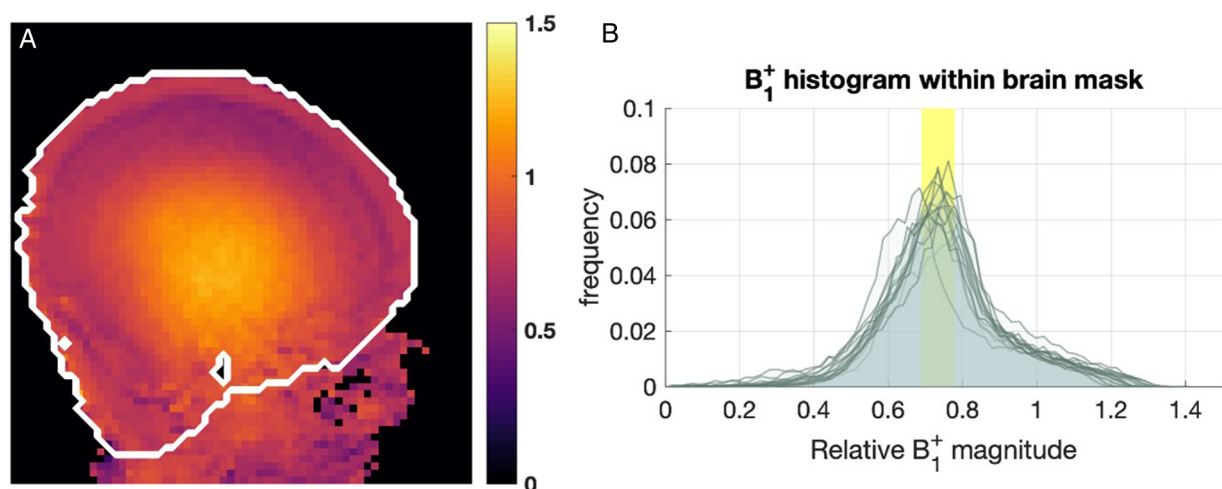 A
1.5
1
0.5
0
B
B₁⁺ histogram within brain mask
0.1
0.08
0.06
0.04
0.02
0
frequency
0 0.2 0.4 0.6 0.8 1 1.2 1.4
Relative B₁⁺ magnitude